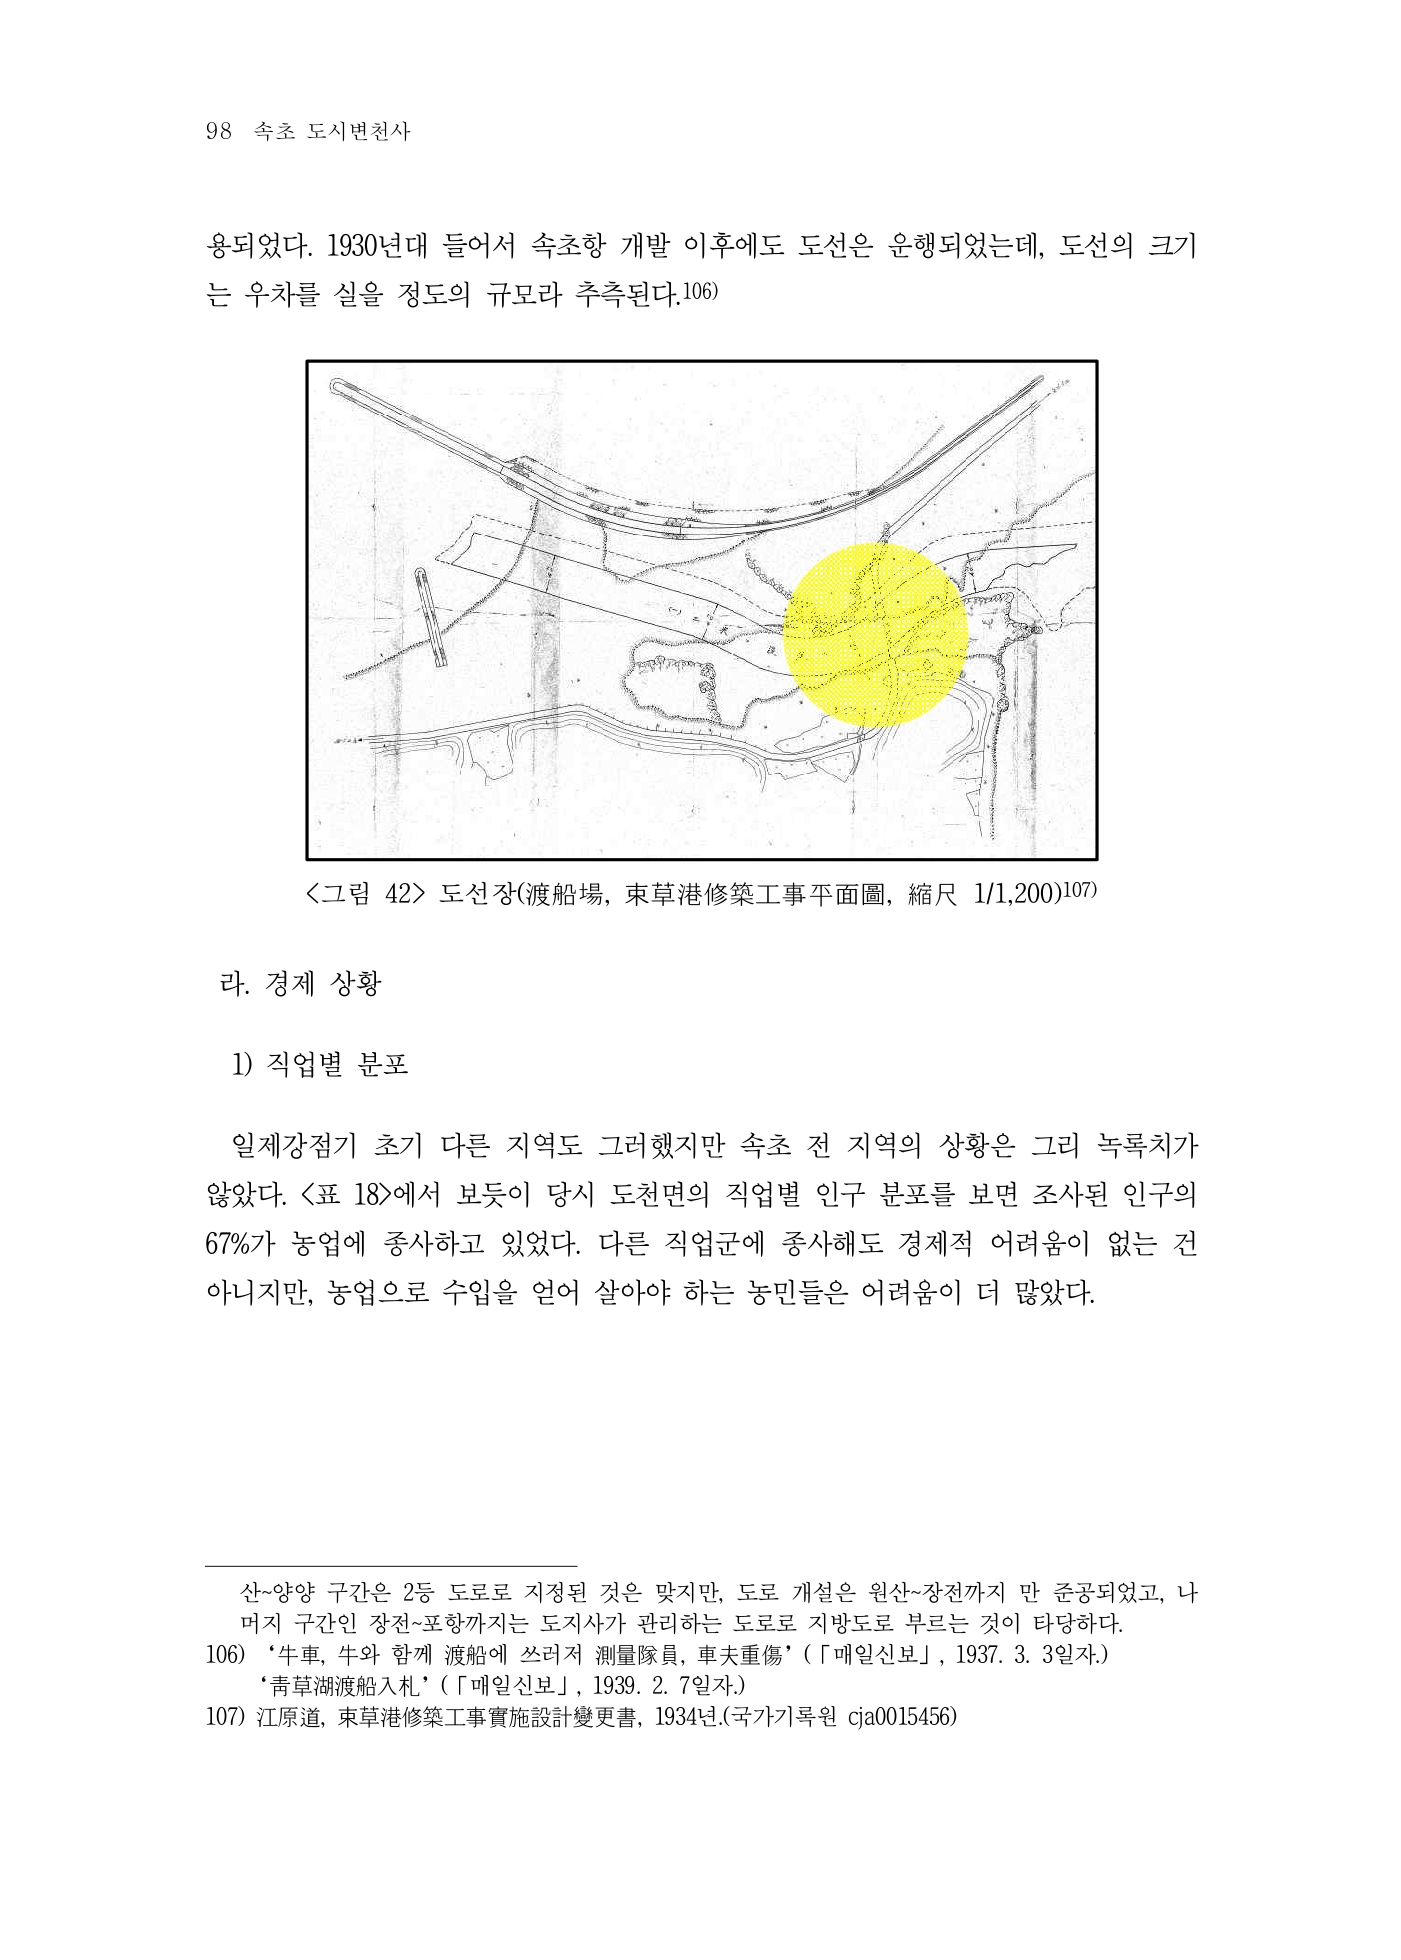 98 속초 도시변천사
용되었다. 1930년대 들어서 속초항 개발 이후에도 도선은 운행되었는데, 도선의 크기
는 우차를 실을 정도의 규모라 추측된다.106)
<그림 42> 도선장(渡船場, 束草港修築工事平面圖, 縮尺 1/1,200)107)
라. 경제 상황
1) 직업별 분포
일제강점기 초기 다른 지역도 그러했지만 속초 전 지역의 상황은 그리 녹록치가
않았다. <표 18>에서 보듯이 당시 도천면의 직업별 인구 분포를 보면 조사된 인구의
67%가 농업에 종사하고 있었다. 다른 직업군에 종사해도 경제적 어려움이 없는 건
아니지만, 농업으로 수입을 얻어 살아야 하는 농민들은 어려움이 더 많았다.
산~양양 구간은 2등 도로로 지정된 것은 맞지만, 도로 개설은 원산~장전까지 만 준공되었고, 나
머지 구간인 장전~포항까지는 도지사가 관리하는 도로로 지방도로 부르는 것이 타당하다.
106) ‘牛車, 牛와 함께 渡船에 쓰러저 測量隊員, 車夫重傷’ (「매일신보」, 1937. 3. 3일자.)
‘靑草湖渡船入札’ (「매일신보」, 1939. 2. 7일자.)
107) 江原道, 束草港修築工事實施設計變更書, 1934년.(국가기록원 cja0015456)